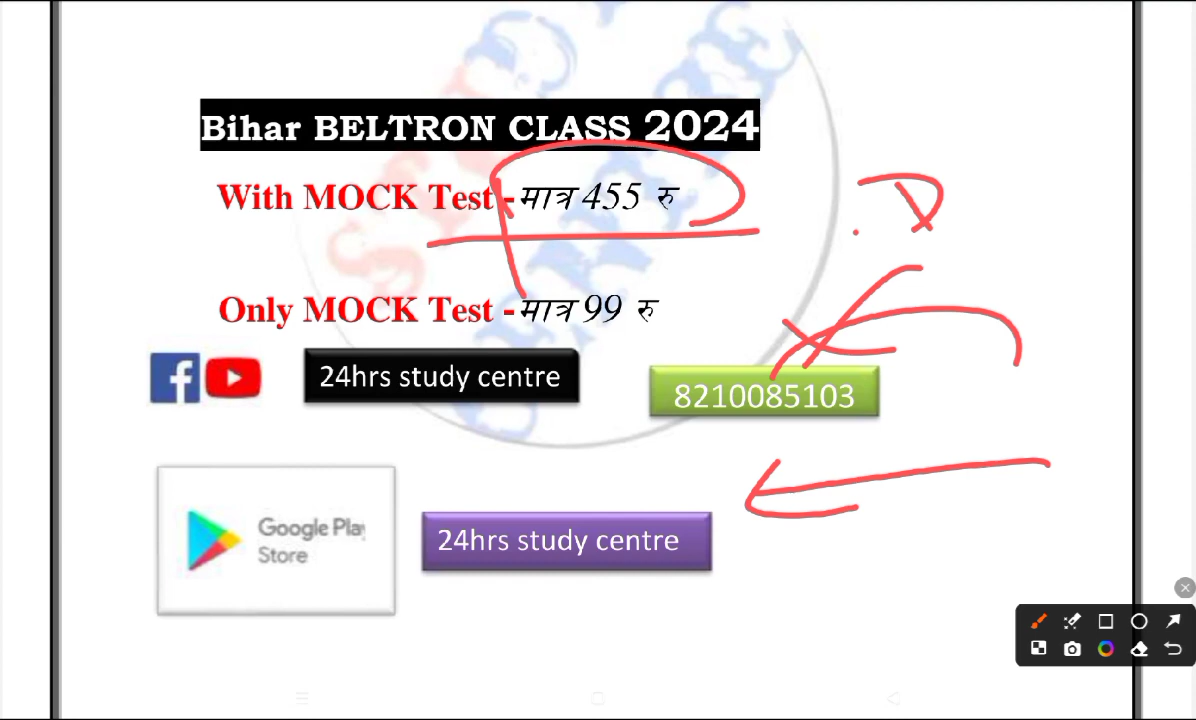 Bihar BELTRON CLASS 2024
With MOCK Test - मात्र 455 रु
Only MOCK Test - मात्र 99 रु
24hrs study centre
8210085103
Google Play
Store
24hrs study centre